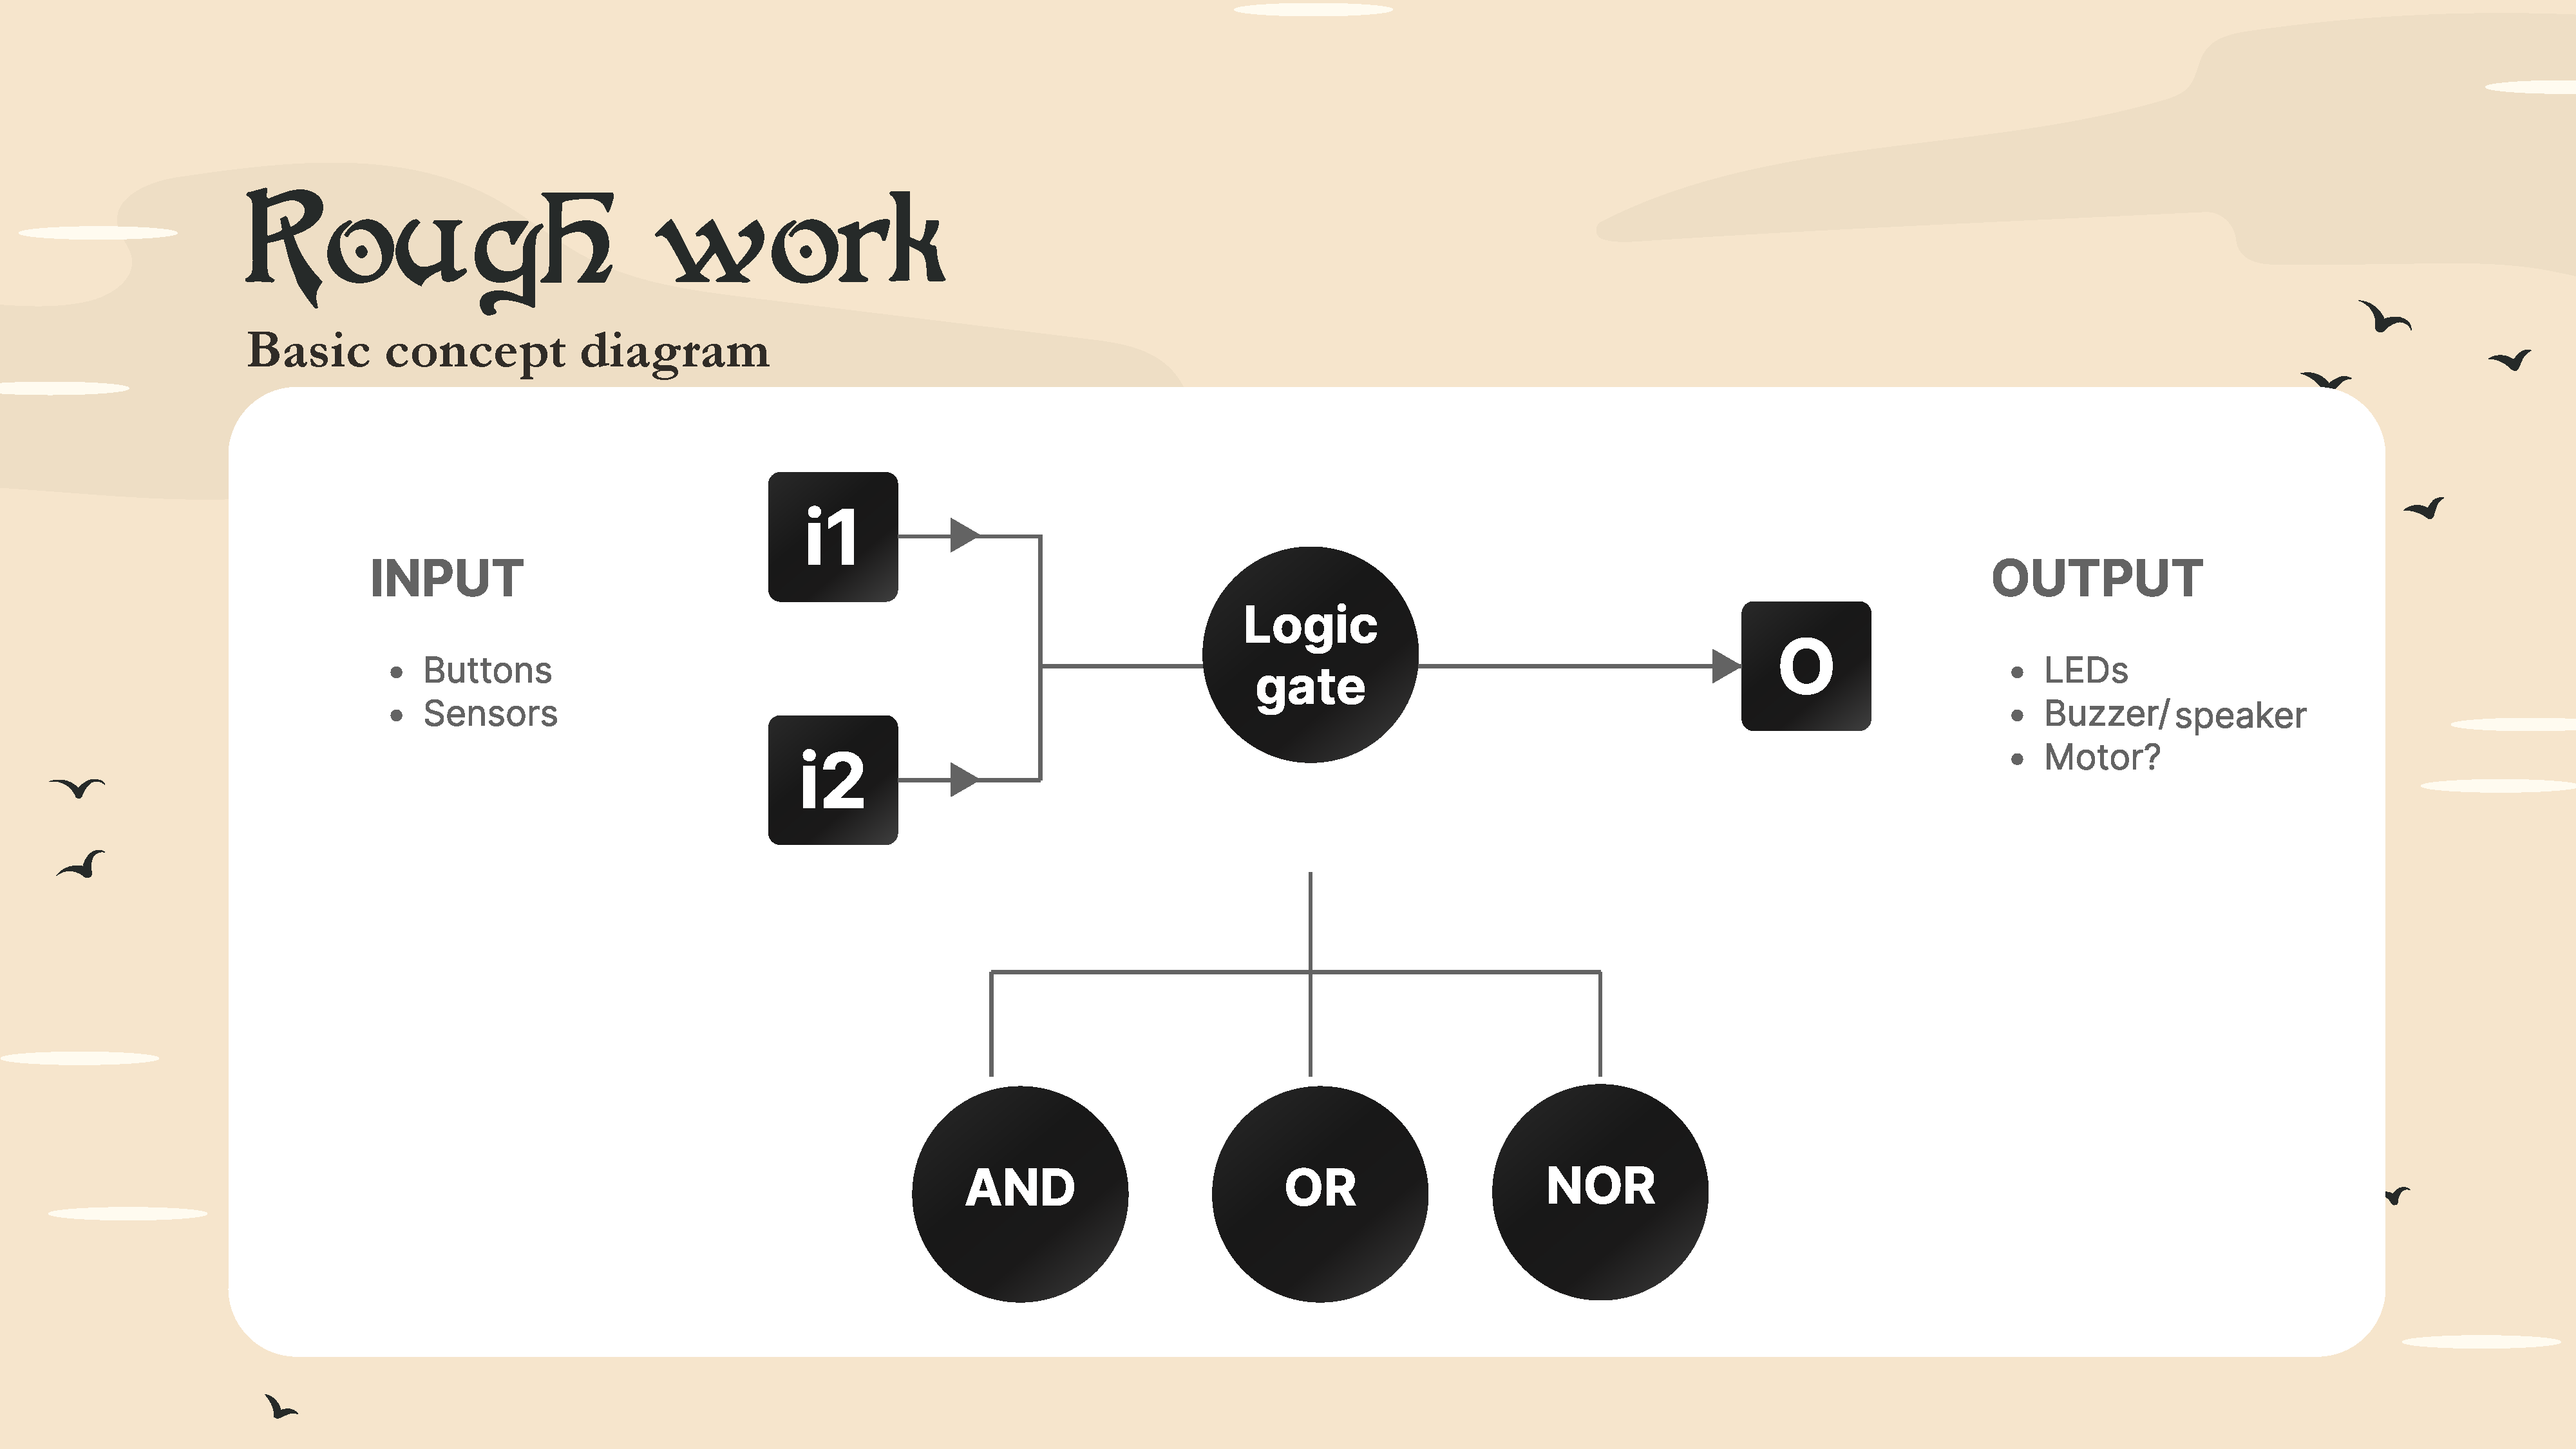 Rough work
Basic concept diagram
INPUT
• Buttons
• Sensors
i1
i2
Logic
gate
O
OUTPUT
• LEDs
• Buzzer/speaker
• Motor?
AND
OR
NOR